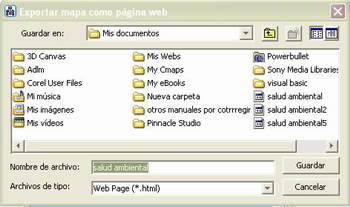 Exportar mapa como página web
Guardar en: Mis documentos
3D Canvas
Adlm
Corel User Files
Mi música
Mis imágenes
Mis vídeos
Mis Webs
My Cmaps
My eBooks
Nueva carpeta
otros manuales por cotrrregir
Pinnacle Studio
Powerbullet
Sony Media Libraries
visual basic
salud ambiental
salud ambiental2
salud ambiental5
Nombre de archivo: salud ambiental Guardar
Archivos de tipo: Web Page (*.html) Cancelar